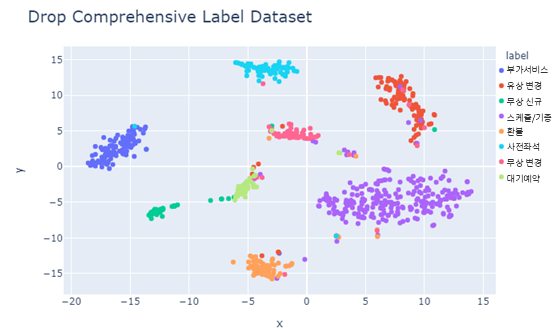 Drop Comprehensive Label Dataset
label
부가서비스
유상 변경
무상 신규
스케줄/기종
환불
사전좌석
무상 변경
대기예약
15
10
5
0
−5
−10
−15
y
−20 −15 −10 −5 0 5 10 15
x